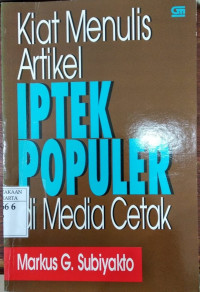 Kiat Menulis
Artikel
IPTEK
POPULER
di Media Cetak
Markus G. Subiyakto